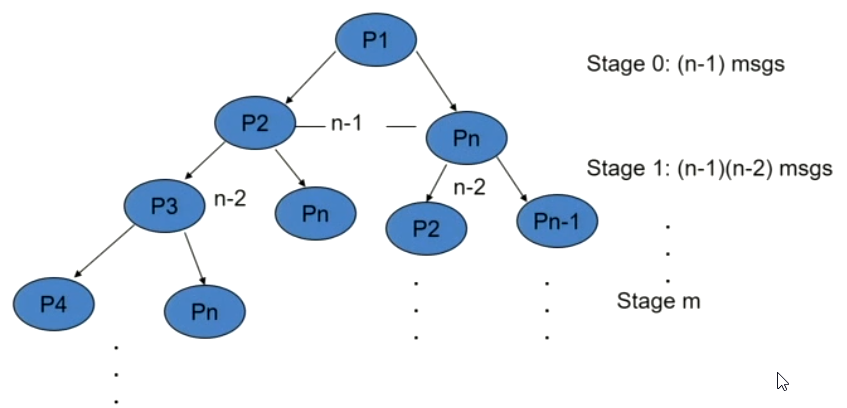 P1
Stage 0: (n-1) msgs
P2
n-1
Pn
Stage 1: (n-1)(n-2) msgs
P3
n-2
Pn
n-2
P2
Pn-1
P4
Pn
Stage m